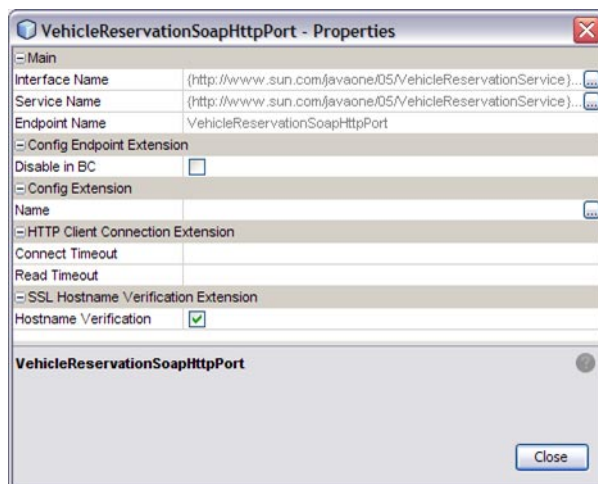 VehicleReservationSoapHttpPort - Properties
Main
Interface Name {http://www.sun.com/javaone/05/VehicleReservationService}... ...
Service Name {http://www.sun.com/javaone/05/VehicleReservationService}... ...
Endpoint Name VehicleReservationSoapHttpPort
Config Endpoint Extension
Disable in BC
Config Extension
Name ...
HTTP Client Connection Extension
Connect Timeout
Read Timeout
SSL Hostname Verification Extension
Hostname Verification
VehicleReservationSoapHttpPort
Close